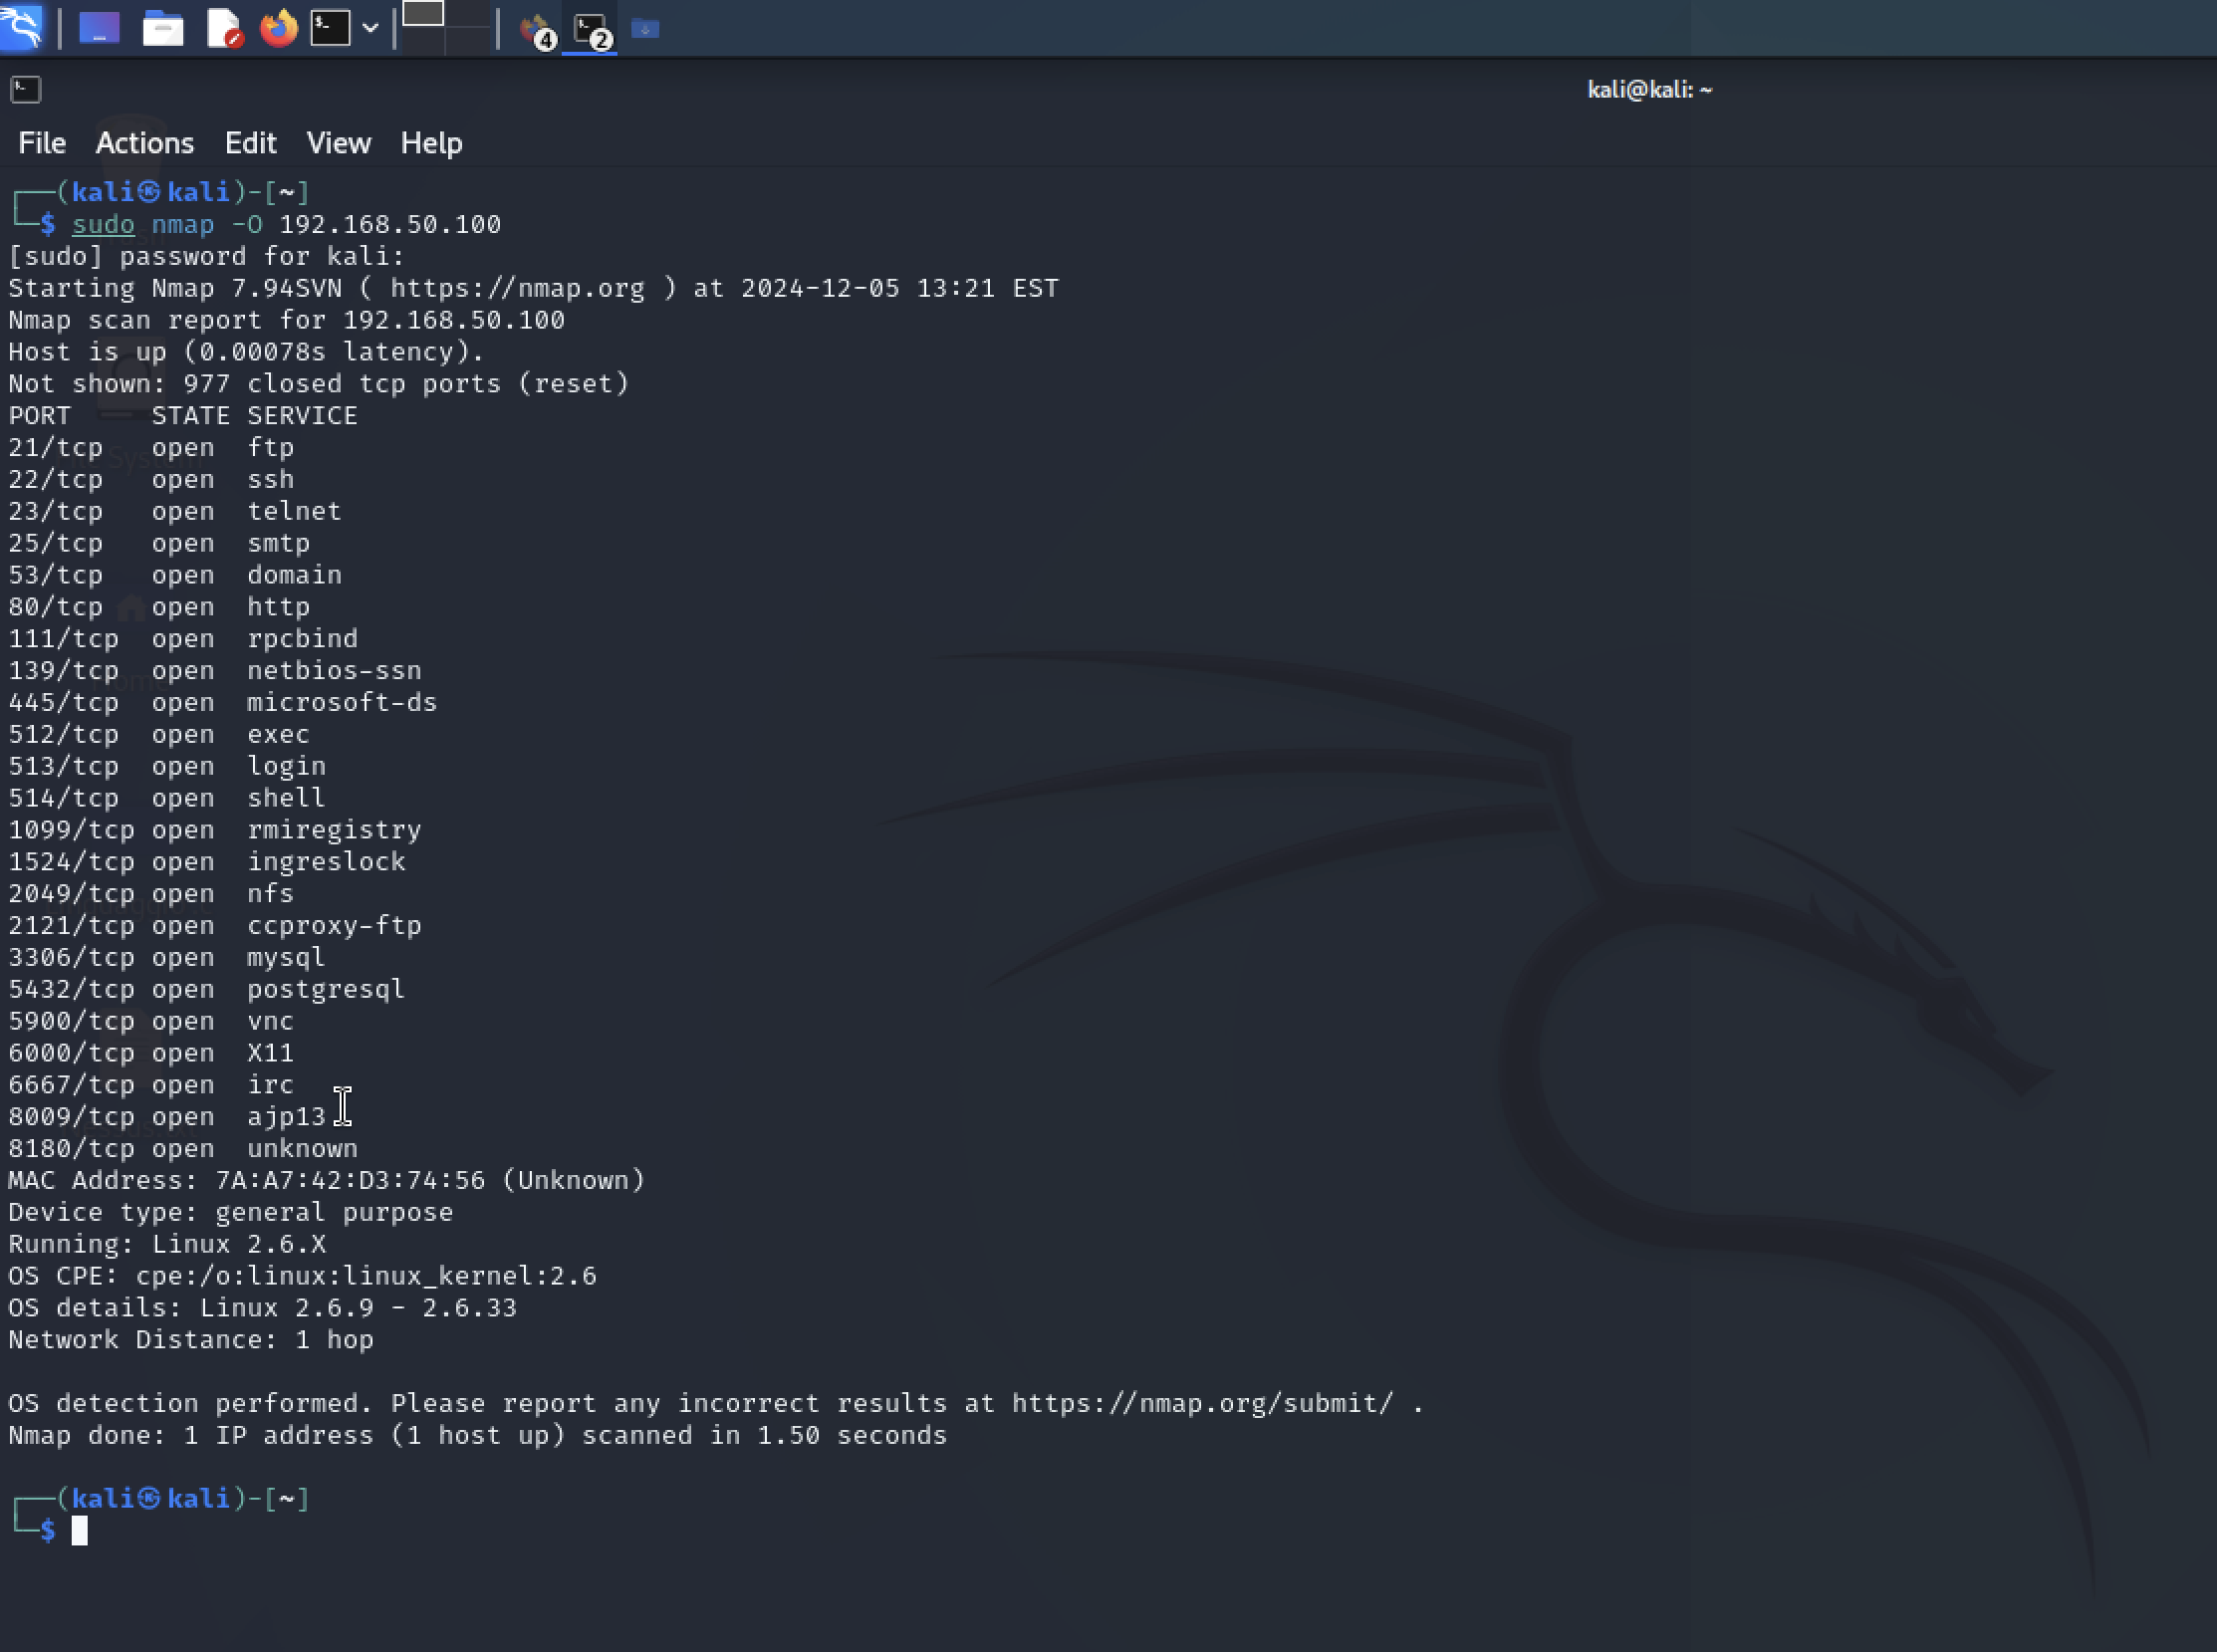 4
2
kali@kali: ~
File Actions Edit View Help
┌──(kali㉿kali)-[~]
└─$ sudo nmap -O 192.168.50.100
[sudo] password for kali:
Starting Nmap 7.94SVN ( https://nmap.org ) at 2024-12-05 13:21 EST
Nmap scan report for 192.168.50.100
Host is up (0.00078s latency).
Not shown: 977 closed tcp ports (reset)
PORT     STATE SERVICE
21/tcp   open  ftp
22/tcp   open  ssh
23/tcp   open  telnet
25/tcp   open  smtp
53/tcp   open  domain
80/tcp   open  http
111/tcp  open  rpcbind
139/tcp  open  netbios-ssn
445/tcp  open  microsoft-ds
512/tcp  open  exec
513/tcp  open  login
514/tcp  open  shell
1099/tcp open  rmiregistry
1524/tcp open  ingreslock
2049/tcp open  nfs
2121/tcp open  ccproxy-ftp
3306/tcp open  mysql
5432/tcp open  postgresql
5900/tcp open  vnc
6000/tcp open  X11
6667/tcp open  irc
8009/tcp open  ajp13
8180/tcp open  unknown
MAC Address: 7A:A7:42:D3:74:56 (Unknown)
Device type: general purpose
Running: Linux 2.6.X
OS CPE: cpe:/o:linux:linux_kernel:2.6
OS details: Linux 2.6.9 - 2.6.33
Network Distance: 1 hop
OS detection performed. Please report any incorrect results at https://nmap.org/submit/ .
Nmap done: 1 IP address (1 host up) scanned in 1.50 seconds
┌──(kali㉿kali)-[~]
└─$